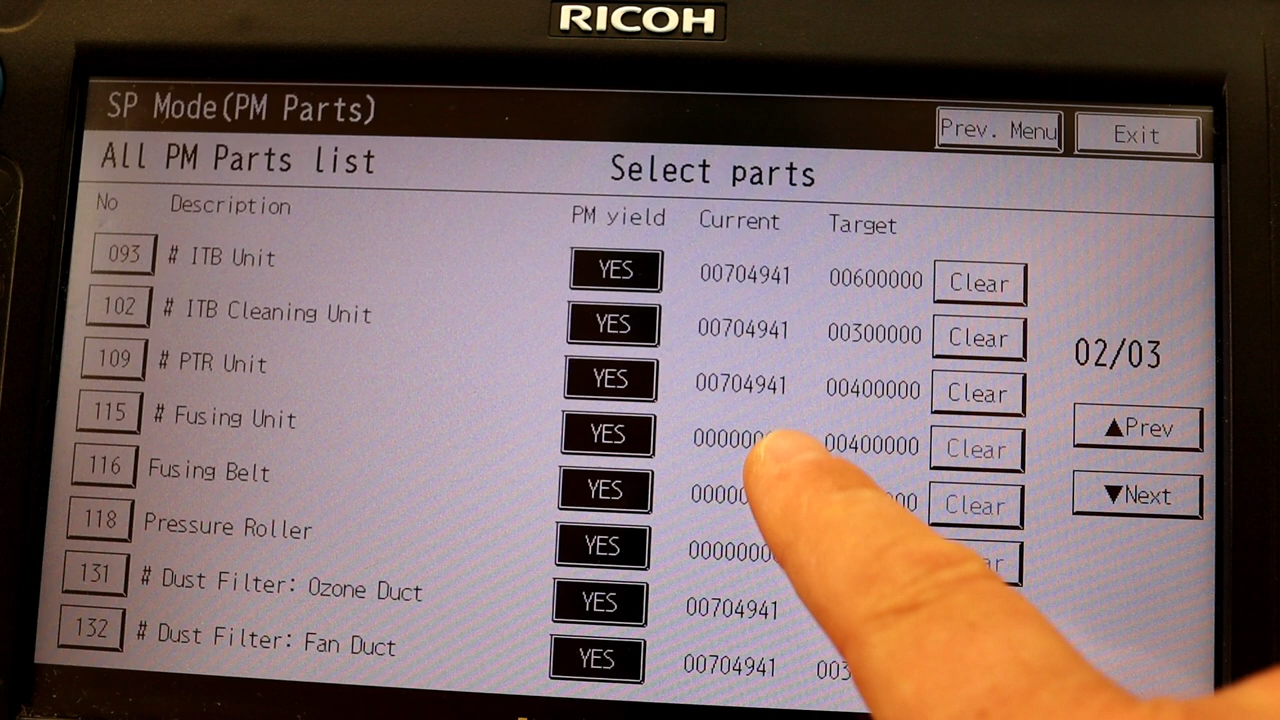 RICOH
SP Mode(PM Parts)
Prev. Menu
Exit
All PM Parts list
Select parts
No Description PM yield Current Target
093 # ITB Unit YES 00704941 00600000 Clear
102 # ITB Cleaning Unit YES 00704941 00300000 Clear
109 # PTR Unit YES 00704941 00400000 Clear
115 # Fusing Unit YES 00400000 Clear
116 Fusing Belt YES Clear
118 Pressure Roller YES
131 # Dust Filter: Ozone Duct YES 00704941
132 # Dust Filter: Fan Duct YES 00704941
02/03
▲Prev
▼Next